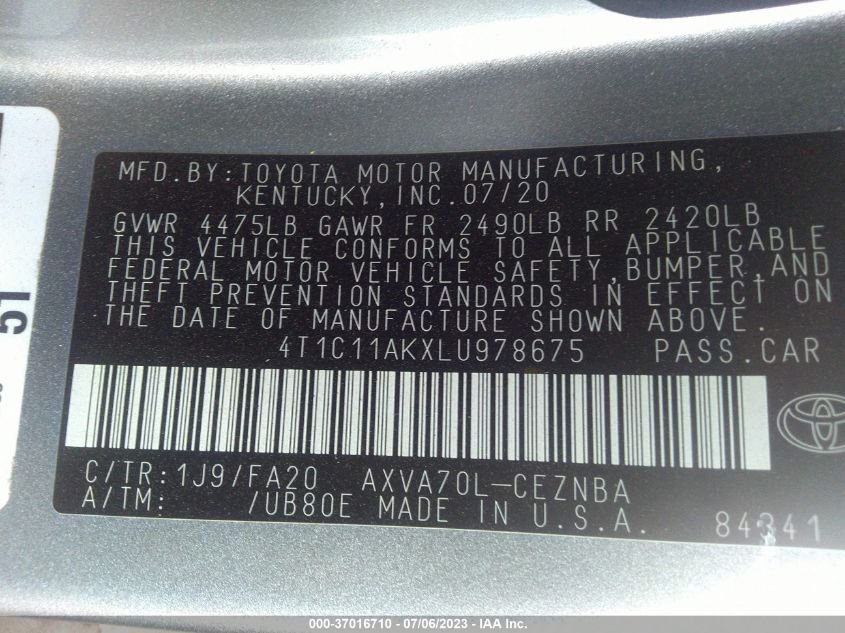 MFD.BY:TOYOTA MOTOR MANUFACTURING,
KENTUCKY,INC.07/20
GVWR 4475LB GAWR FR 2490LB RR 2420LB
THIS VEHICLE CONFORMS TO ALL APPLICABLE
FEDERAL MOTOR VEHICLE SAFETY,BUMPER,AND
THEFT PREVENTION STANDARDS IN EFFECT ON
THE DATE OF MANUFACTURE SHOWN ABOVE.
4T1C11AKXLU978675 PASS.CAR
C/TR:1J9/FA20 AXVA70L-CEZNBA
A/TM: /UB80E MADE IN U.S.A. 84341
LC
000-37016710 - 07/06/2023 - IAA Inc.